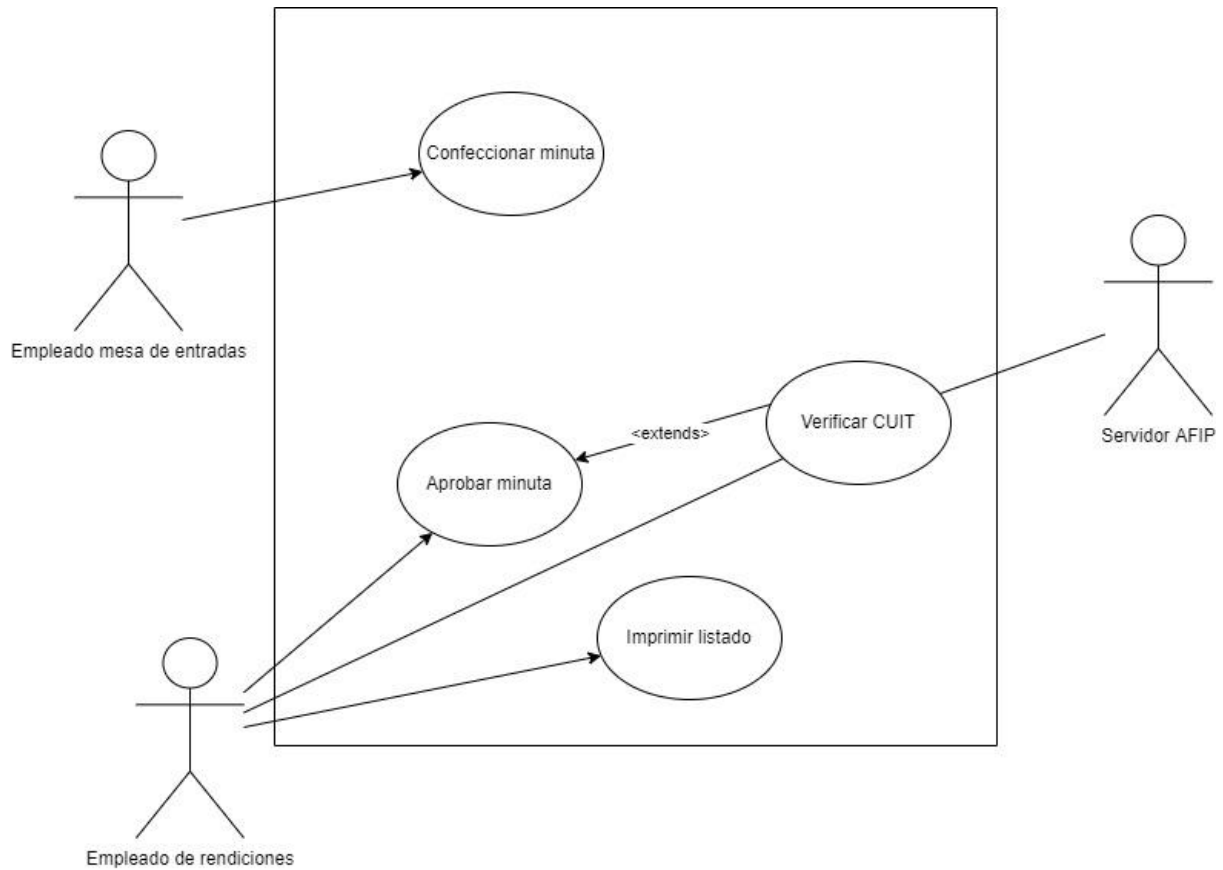 Confeccionar minuta
Empleado mesa de entradas
Verificar CUIT
<extends>
Servidor AFIP
Aprobar minuta
Imprimir listado
Empleado de rendiciones